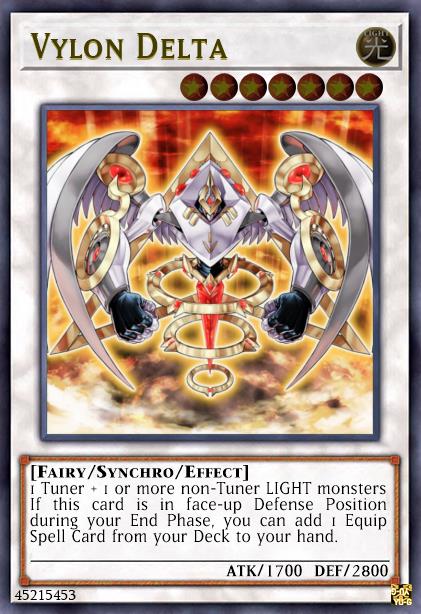 Vylon Delta
LIGHT
光
[Fairy/Synchro/Effect]
1 Tuner + 1 or more non-Tuner LIGHT monsters
If this card is in face-up Defense Position
during your End Phase, you can add 1 Equip
Spell Card from your Deck to your hand.
ATK/1700 DEF/2800
45215453